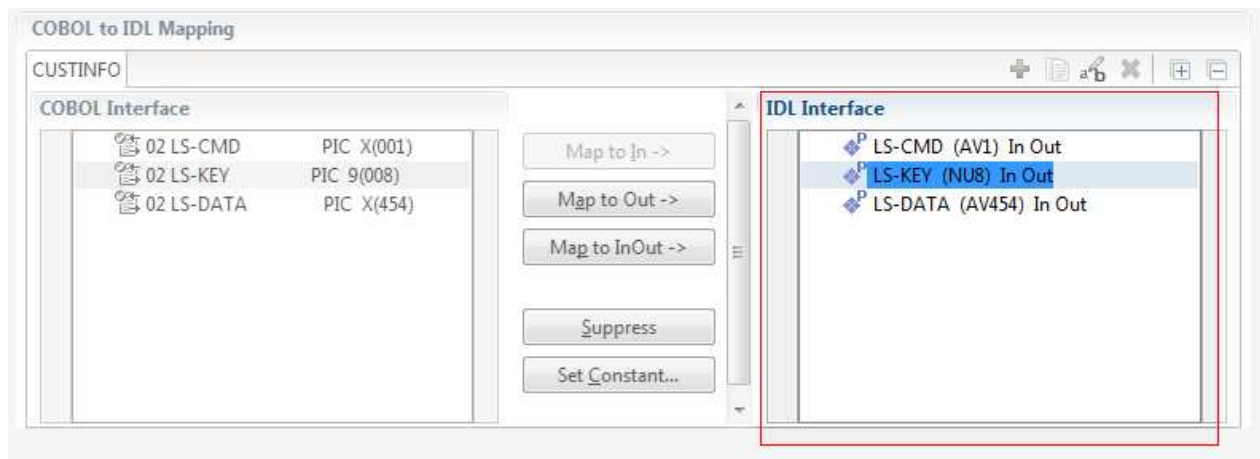 COBOL to IDL Mapping
CUSTINFO
COBOL Interface
02 LS-CMD PIC X(001)
02 LS-KEY PIC 9(008)
02 LS-DATA PIC X(454)
Map to In ->
Map to Out ->
Map to InOut ->
Suppress
Set Constant...
IDL Interface
LS-CMD (AV1) In Out
LS-KEY (NU8) In Out
LS-DATA (AV454) In Out